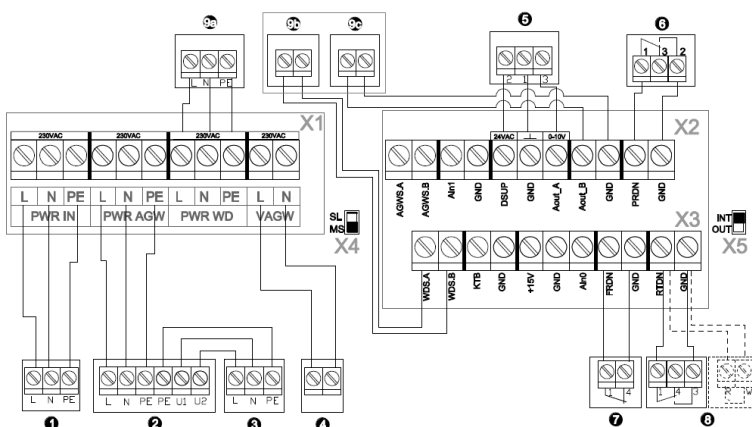 9a 9b 9c 5 6
1 3 2
L N PE
2 ⊥ 3
X1
230VAC 230VAC 230VAC 230VAC
L N PE L N PE L N PE L N
PWR IN PWR AGW PWR WD VAGW
SL
MS
X4
X2
24VAC ⊥ 0-10V
AGWS.A AGWS.B AIn1 GND DSUP GND Aout_A Aout_B GND PRDN GND
X3
INT
OUT
X5
WDS.A WDS.B KTB GND +15V GND AIn0 FRDN GND RTDN GND
L N PE
L N PE PE U1 U2
L N PE
1 4
1 4 3
R W
1 2 3 4 7 8